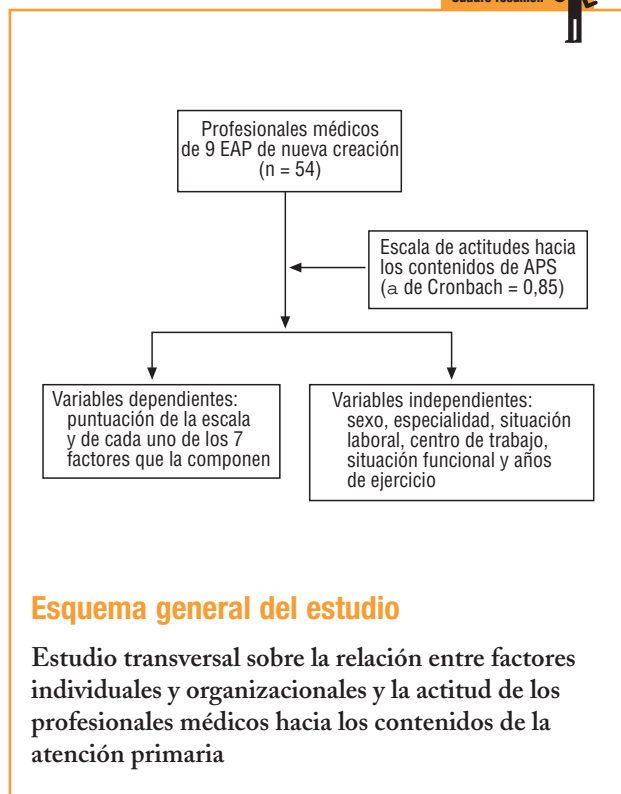 Cuadro resumen
Profesionales médicos
de 9 EAP de nueva creación
(n = 54)
Escala de actitudes hacia
los contenidos de APS
(a de Cronbach = 0,85)
Variables dependientes:
puntuación de la escala
y de cada uno de los 7
factores que la componen
Variables independientes:
sexo, especialidad, situación
laboral, centro de trabajo,
situación funcional y años
de ejercicio
Esquema general del estudio
Estudio transversal sobre la relación entre factores
individuales y organizacionales y la actitud de los
profesionales médicos hacia los contenidos de la
atención primaria